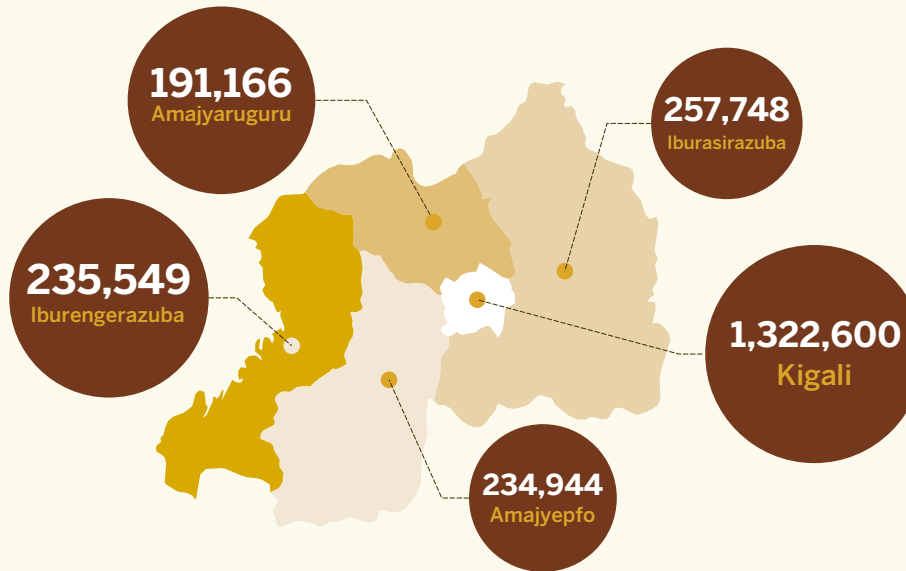 191,166
Amajyaruguru
257,748
Iburasirazuba
235,549
Iburengerazuba
1,322,600
Kigali
234,944
Amajyepfo